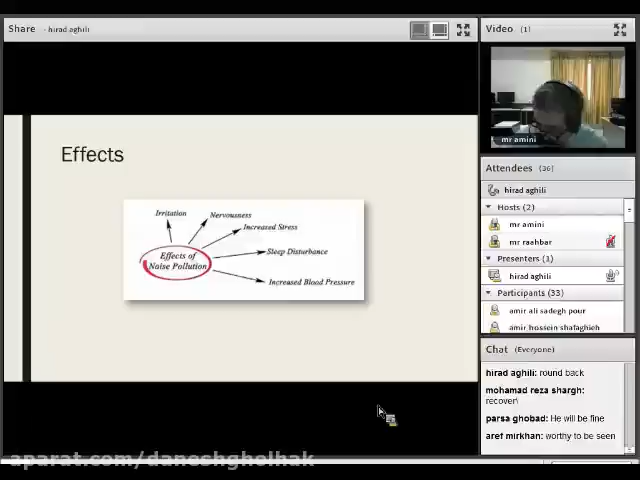 Share - hirad aghili
Effects
Irritation
Nervousness
Increased Stress
Sleep Disturbance
Increased Blood Pressure
Effects of
Noise Pollution
Video (1)
mr amini
Attendees (36)
hirad aghili
Hosts (2)
mr amini
mr raahbar
Presenters (1)
hirad aghili
Participants (33)
amir ali sadegh pour
amir hossein shafaghieh
Chat (Everyone)
hirad aghili: round back
mohamad reza shargh:
recover\
parsa ghobad: He will be fine
aref mirkhan: worthy to be seen
aparat.com/daneshgholhak